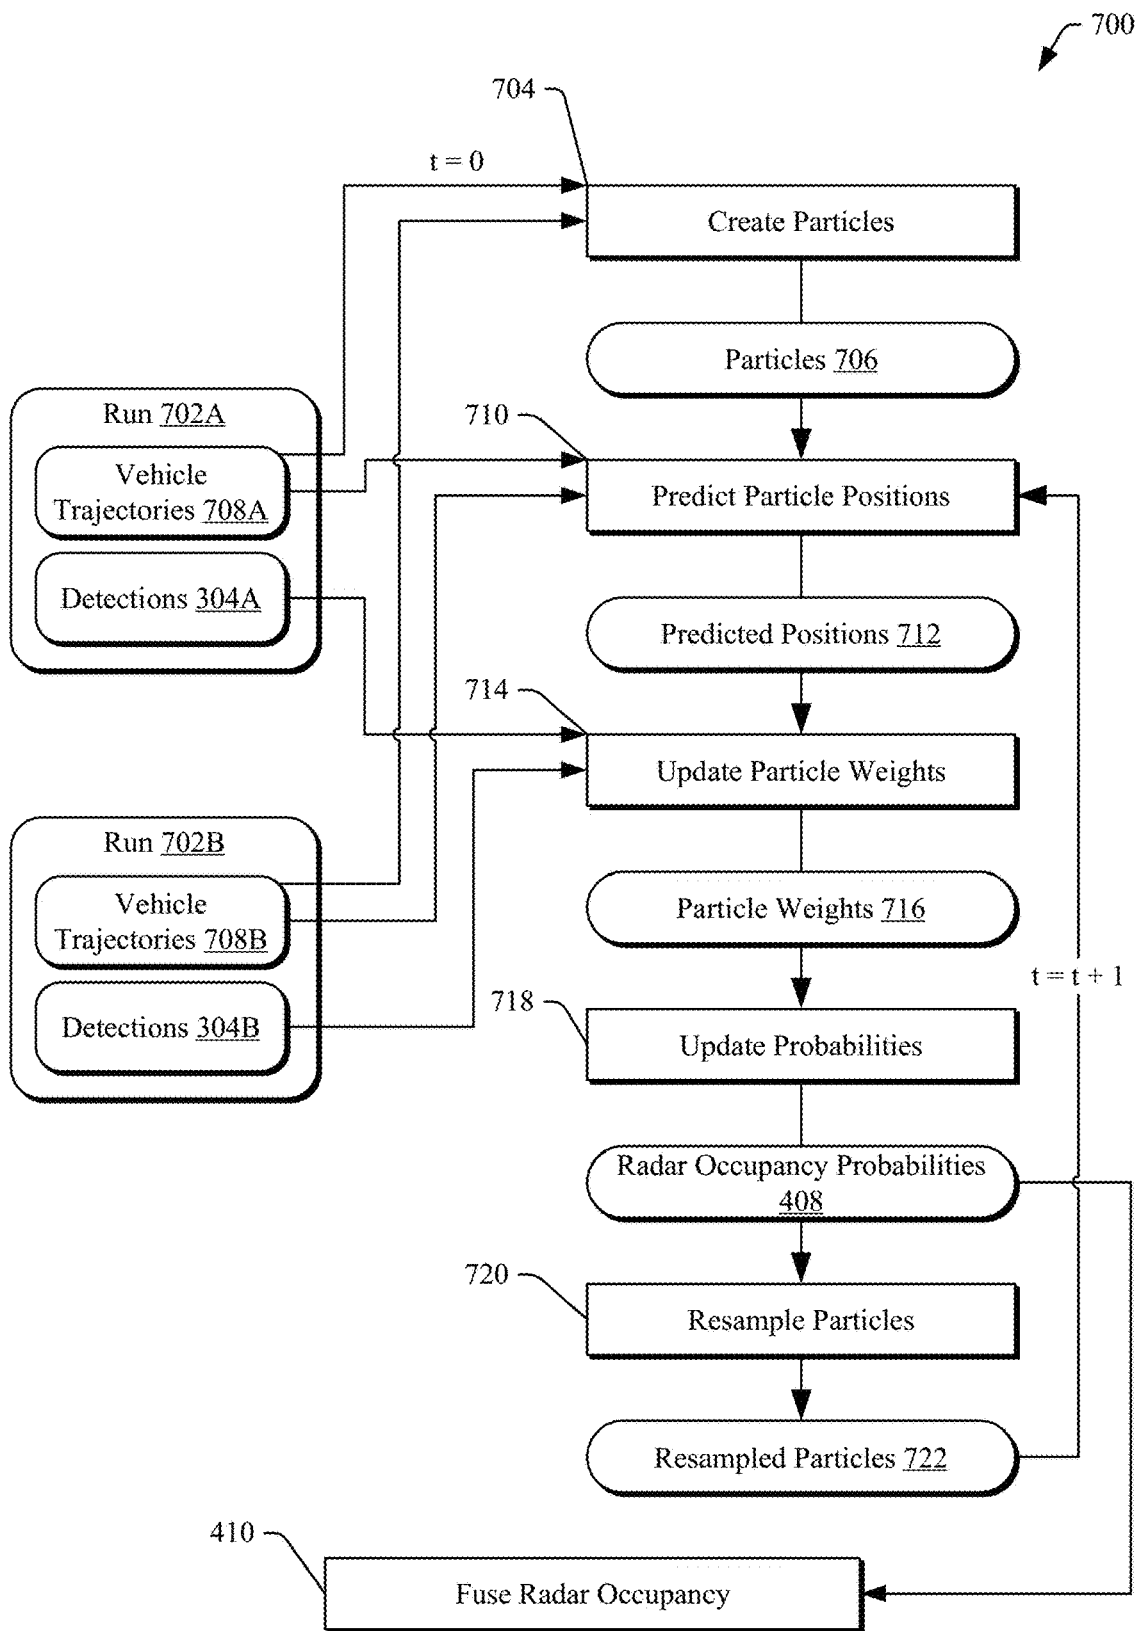 700
704
t = 0
Create Particles
Particles 706
Run 702A
Vehicle
Trajectories 708A
Detections 304A
710
Predict Particle Positions
Predicted Positions 712
714
Update Particle Weights
Run 702B
Vehicle
Trajectories 708B
Detections 304B
Particle Weights 716
t = t + 1
718
Update Probabilities
Radar Occupancy Probabilities
408
720
Resample Particles
Resampled Particles 722
410
Fuse Radar Occupancy